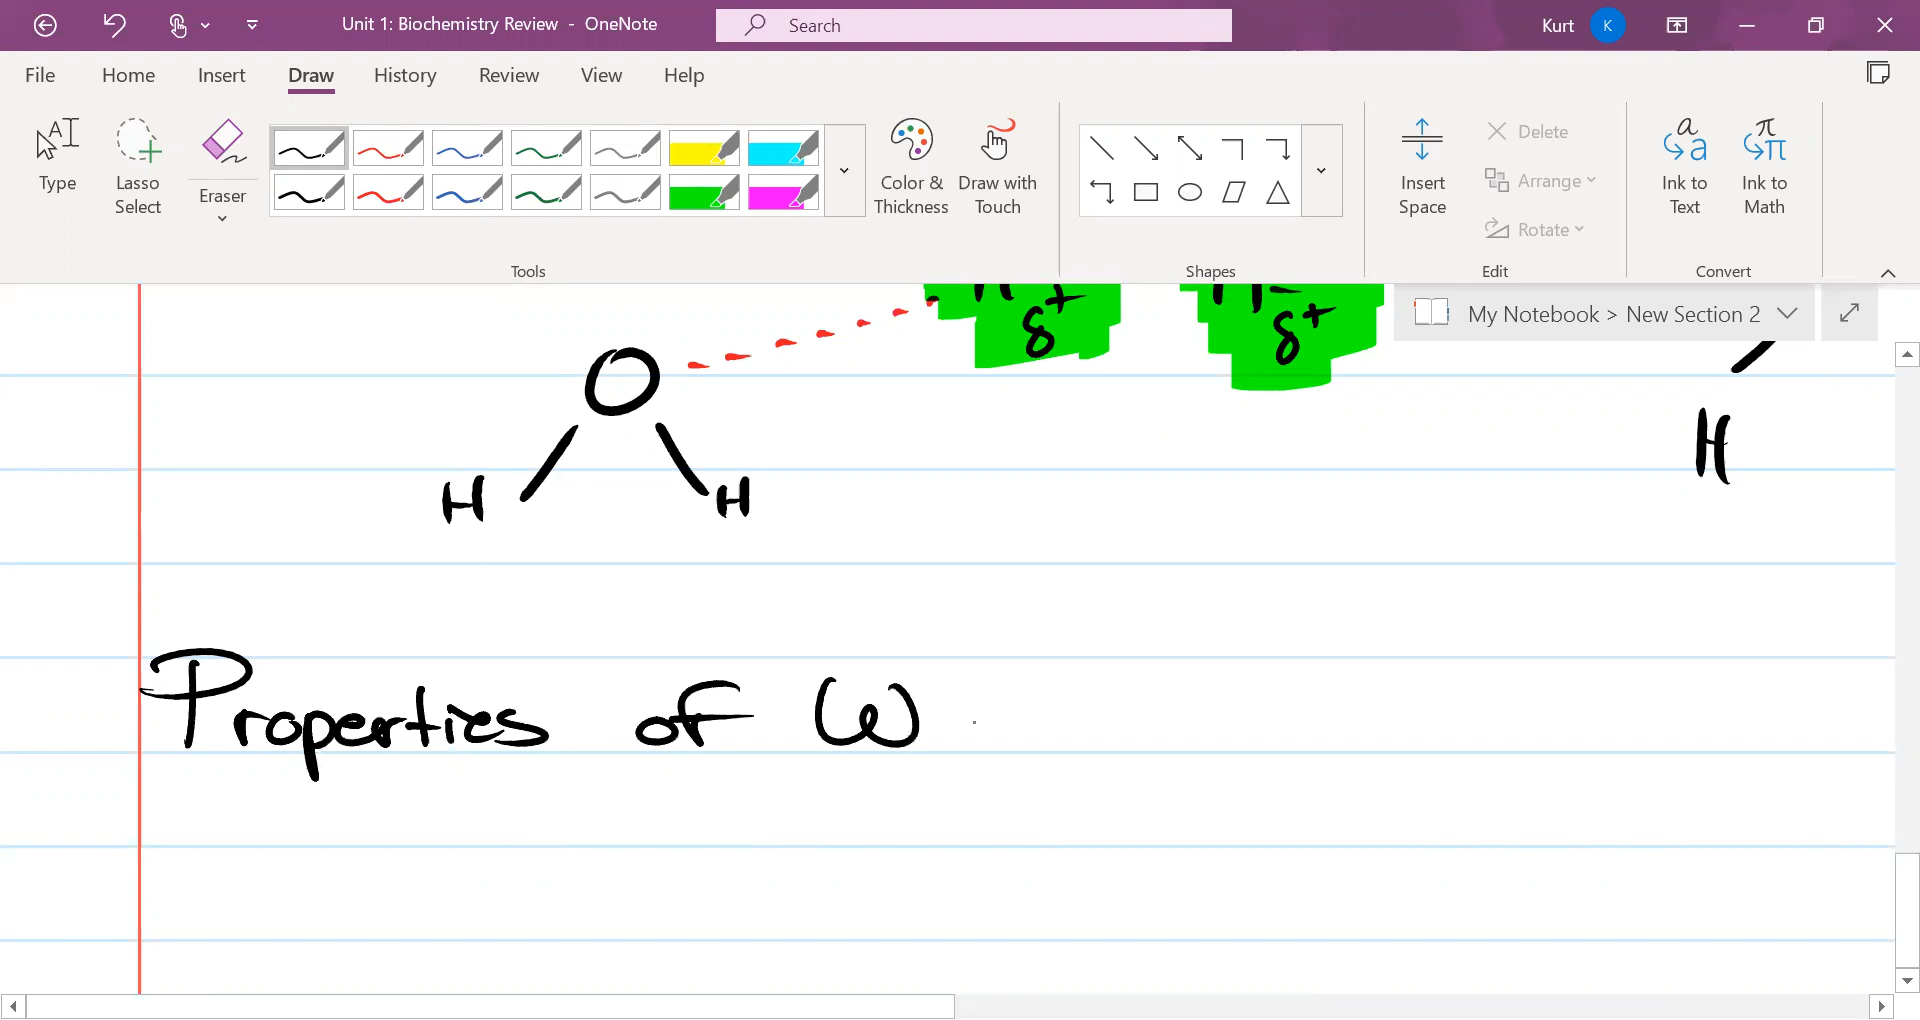 Unit 1: Biochemistry Review - OneNote
Search
Kurt
K
File
Home
Insert
Draw
History
Review
View
Help
Type
Lasso Select
Eraser
Color & Thickness
Draw with Touch
Insert Space
Delete
Arrange
Rotate
Ink to Text
Ink to Math
Tools
Shapes
Edit
Convert
My Notebook > New Section 2
δ+
δ+
O
H
H
H
Properties of W